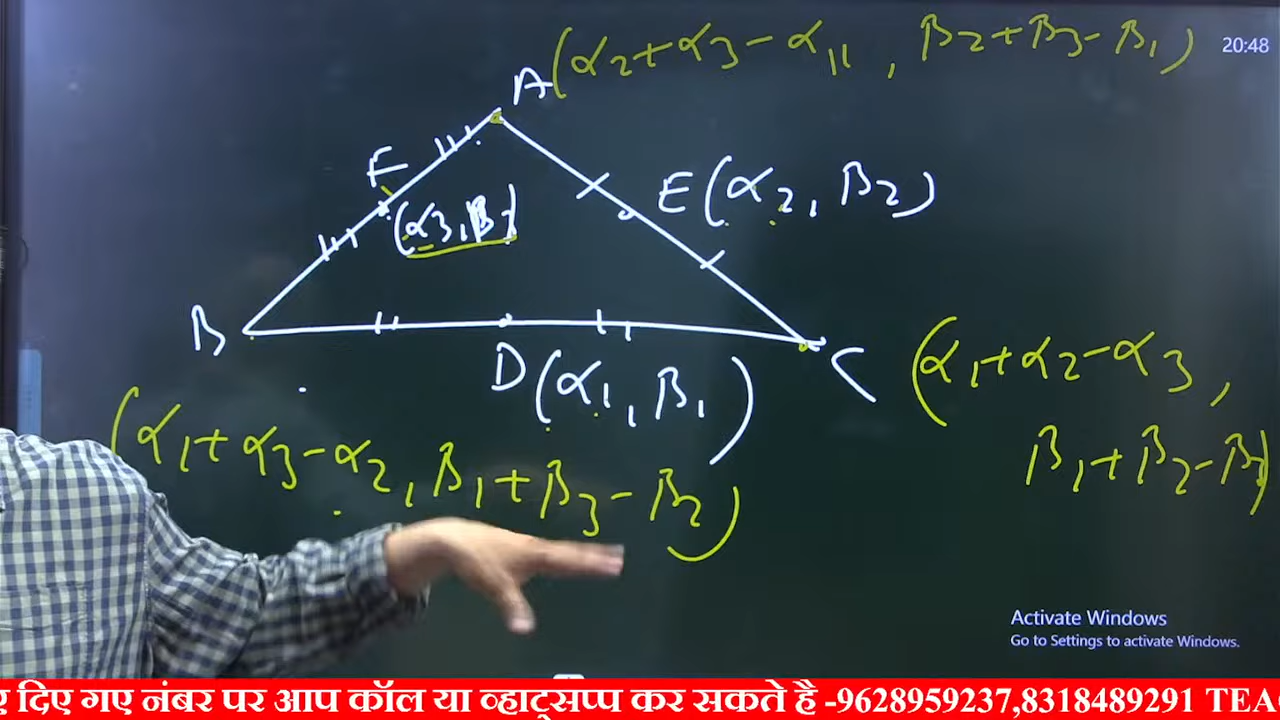 A (α2+α3-α1, β2+β3-β1)
20:48
F
(α3,β3)
E (α2, β2)
B
D (α1, β1)
C (α1+α2-α3,
β1+β2-β3)
(α1+α3-α2, β1+β3-β2)
Activate Windows
Go to Settings to activate Windows.
दिए गए नंबर पर आप कॉल या व्हाट्सप्प कर सकते है -9628959237,8318489291 TEA